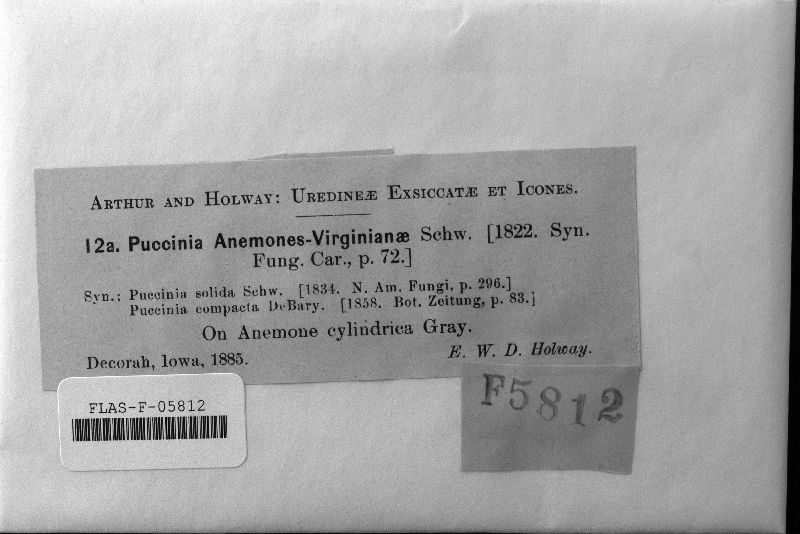 ARTHUR AND HOLWAY: UREDINEÆ EXSICCATÆ ET ICONES.
12a. Puccinia Anemones-Virginianæ Schw. [1822. Syn.
Fung. Car., p. 72.]
Syn.; Puccinia solida Schw. [1834. N. Am. Fungi, p. 296.]
Puccinia compacta DeBary. [1858. Bot. Zeitung, p. 83.]
On Anemone cylindrica Gray.
Decorah, Iowa, 1885.
E. W. D. Holway.
FLAS-F-05812
F5812